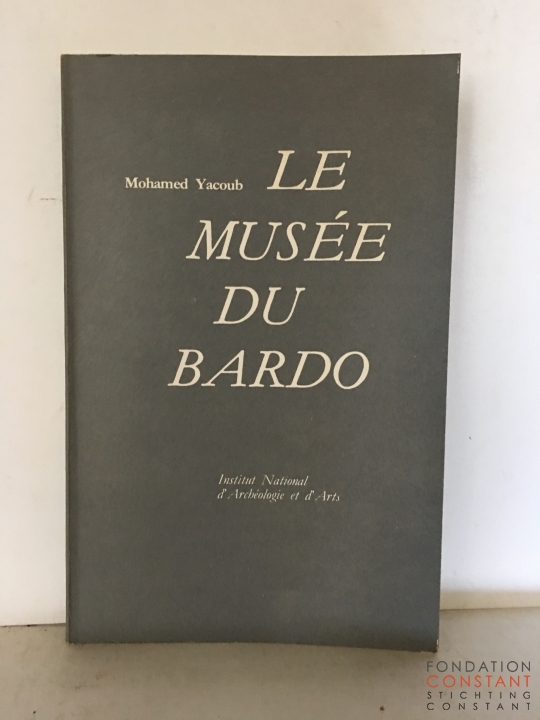 Mohamed Yacoub LE
MUSÉE
DU
BARDO
Institut National
d'Archéologie et d'Arts
FONDATION
CONSTANT
STICHTING
CONSTANT